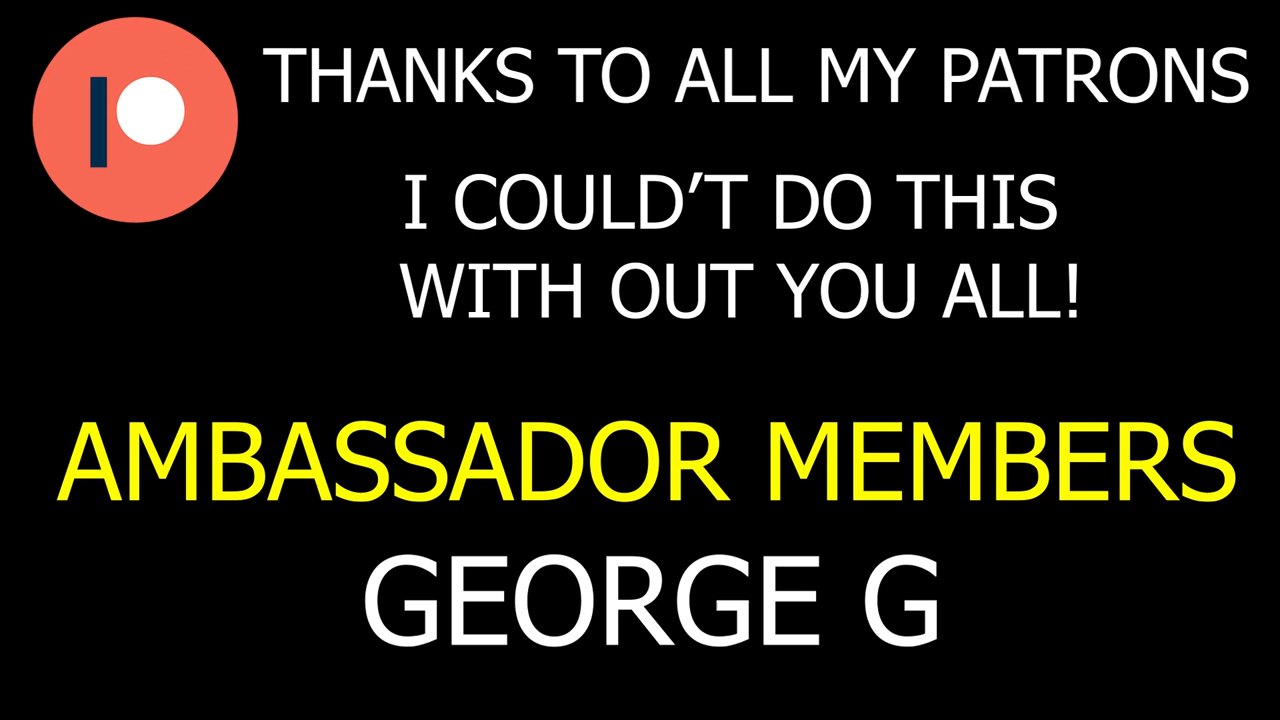 THANKS TO ALL MY PATRONS
I COULD’T DO THIS
WITH OUT YOU ALL!
AMBASSADOR MEMBERS
GEORGE G